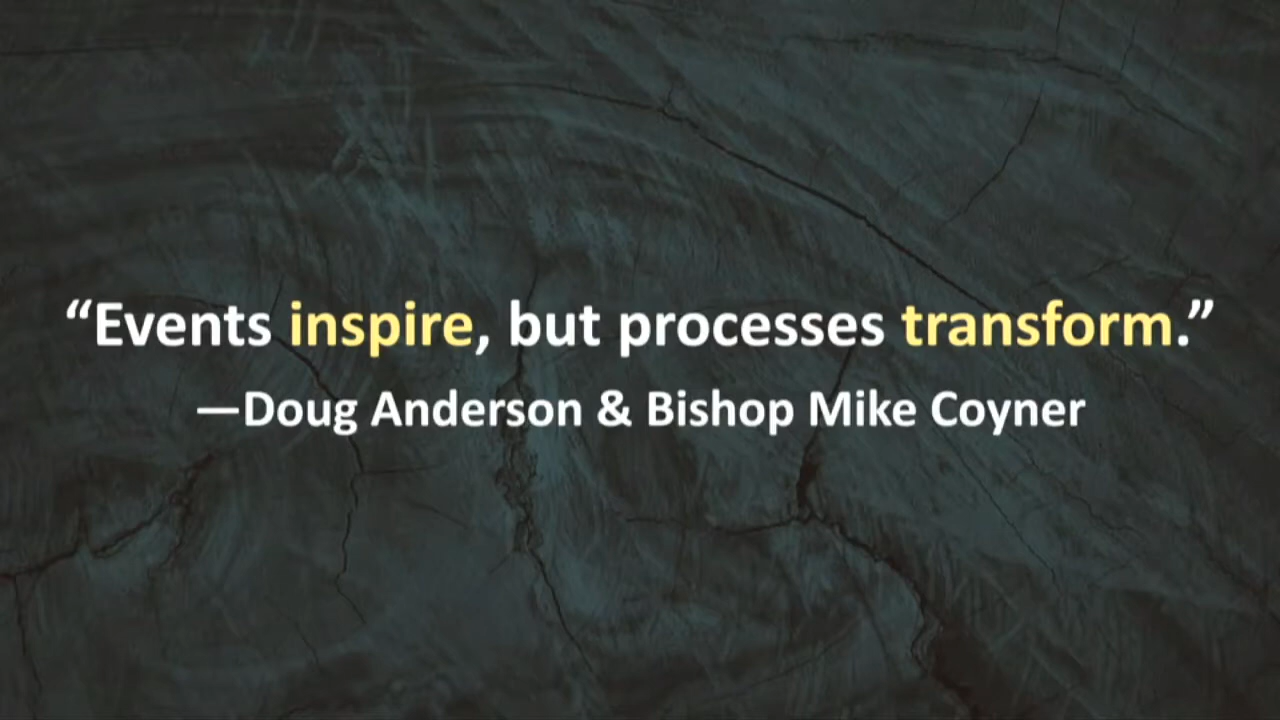 “Events inspire, but processes transform.”
—Doug Anderson & Bishop Mike Coyner